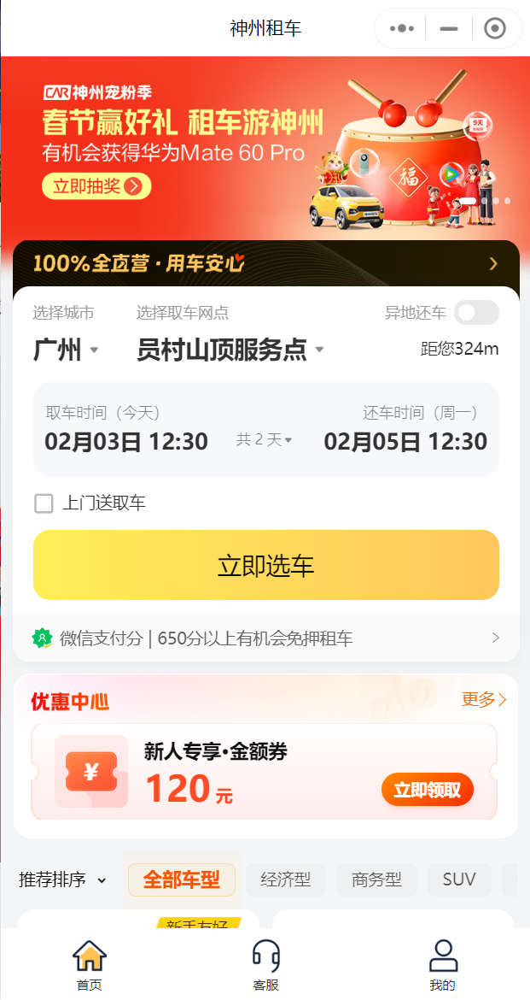 神州租车
CAR神州宠粉季
春节赢好礼 租车游神州
有机会获得华为Mate 60 Pro
立即抽奖
9天
福
100%全直营·用车安心
选择城市 选择取车网点 异地还车
广州 员村山顶服务点 距您324m
取车时间（今天） 还车时间（周一）
02月03日 12:30 共2天 02月05日 12:30
上门送取车
立即选车
微信支付分 | 650分以上有机会免押租车
优惠中心 更多
¥ 新人专享·金额券
120 元 立即领取
推荐排序 全部车型 经济型 商务型 SUV
新手友好
首页 客服 我的